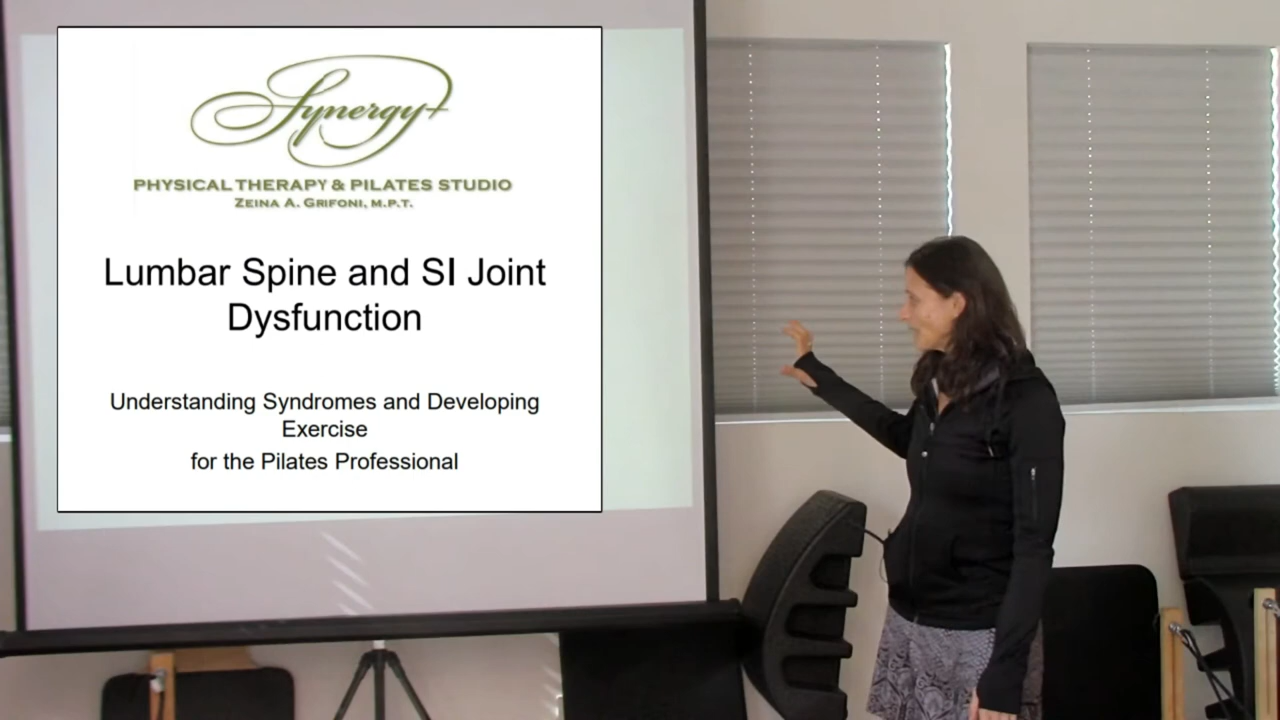 Synergy
PHYSICAL THERAPY & PILATES STUDIO
ZEINA A. GRIFONI, M.P.T.
Lumbar Spine and SI Joint
Dysfunction
Understanding Syndromes and Developing
Exercise
for the Pilates Professional